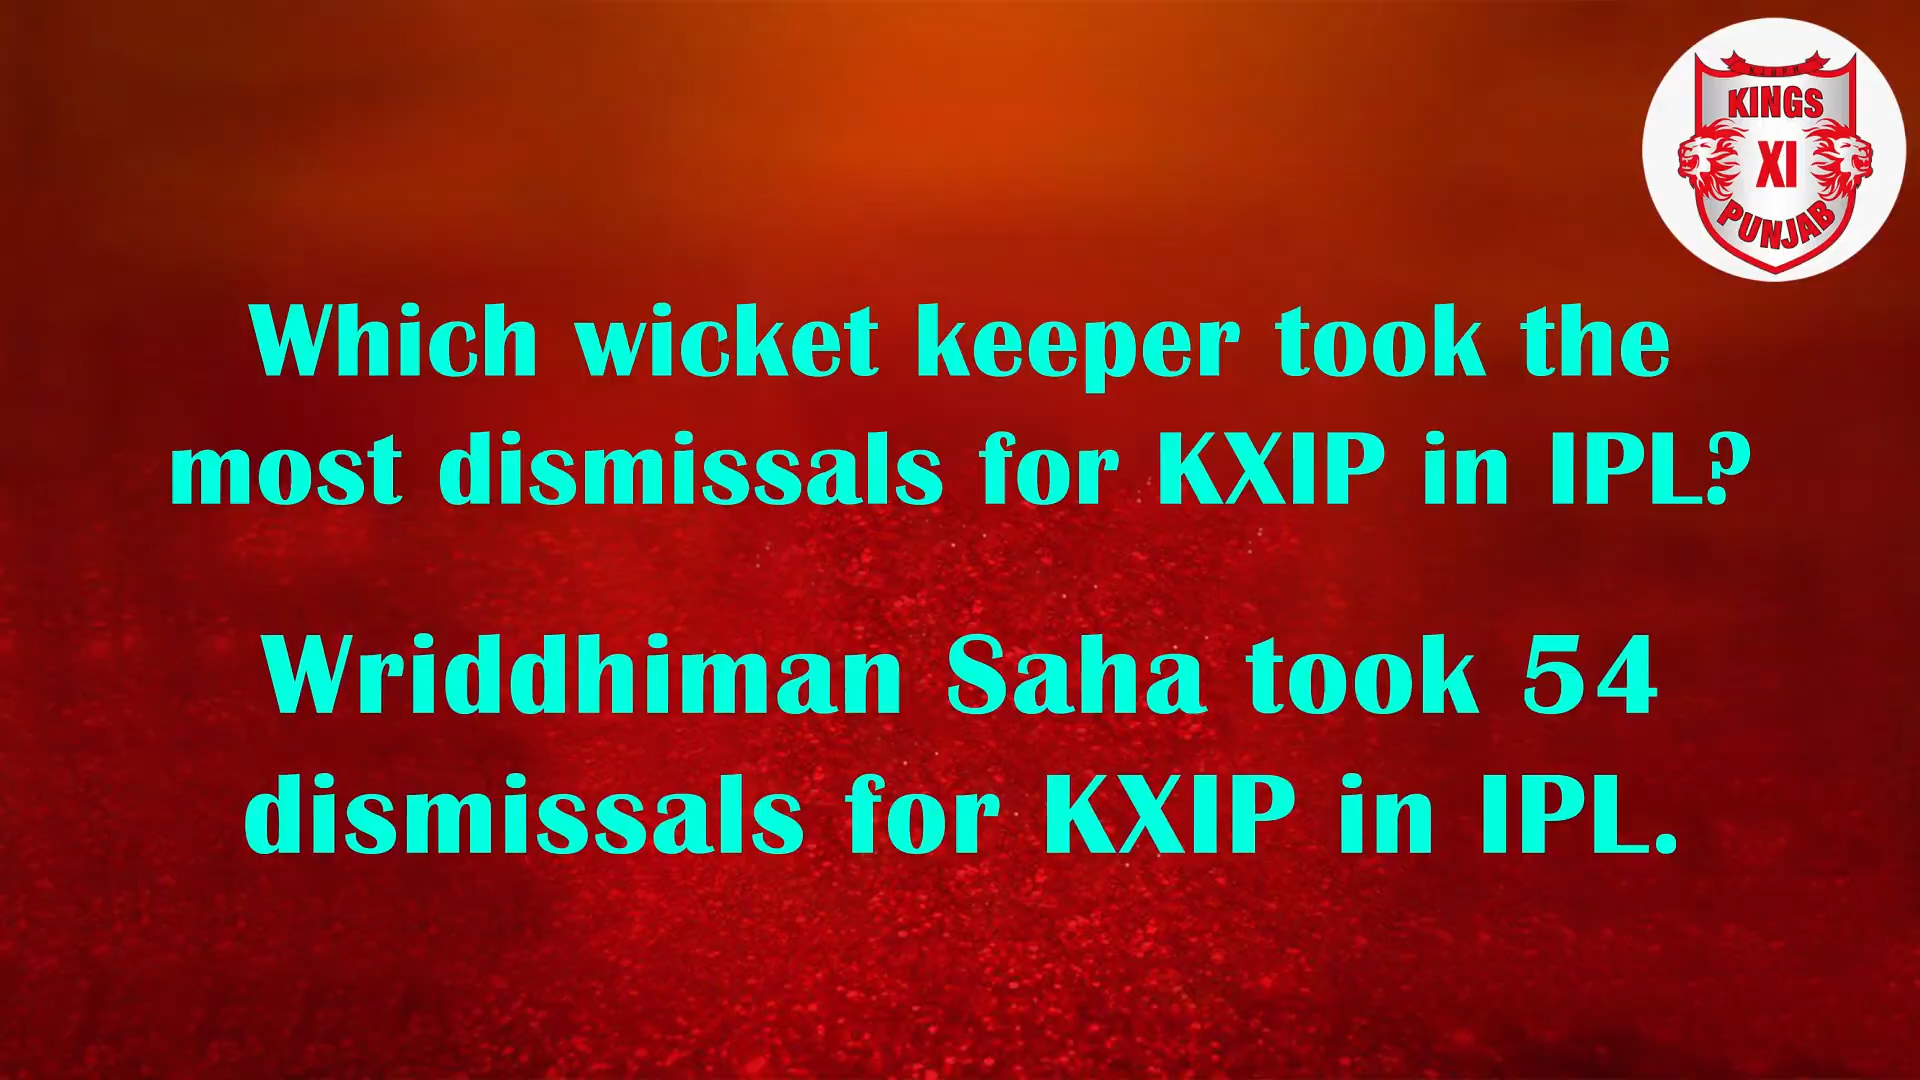 KINGS
XI
PUNJAB
Which wicket keeper took the
most dismissals for KXIP in IPL?
Wriddhiman Saha took 54
dismissals for KXIP in IPL.